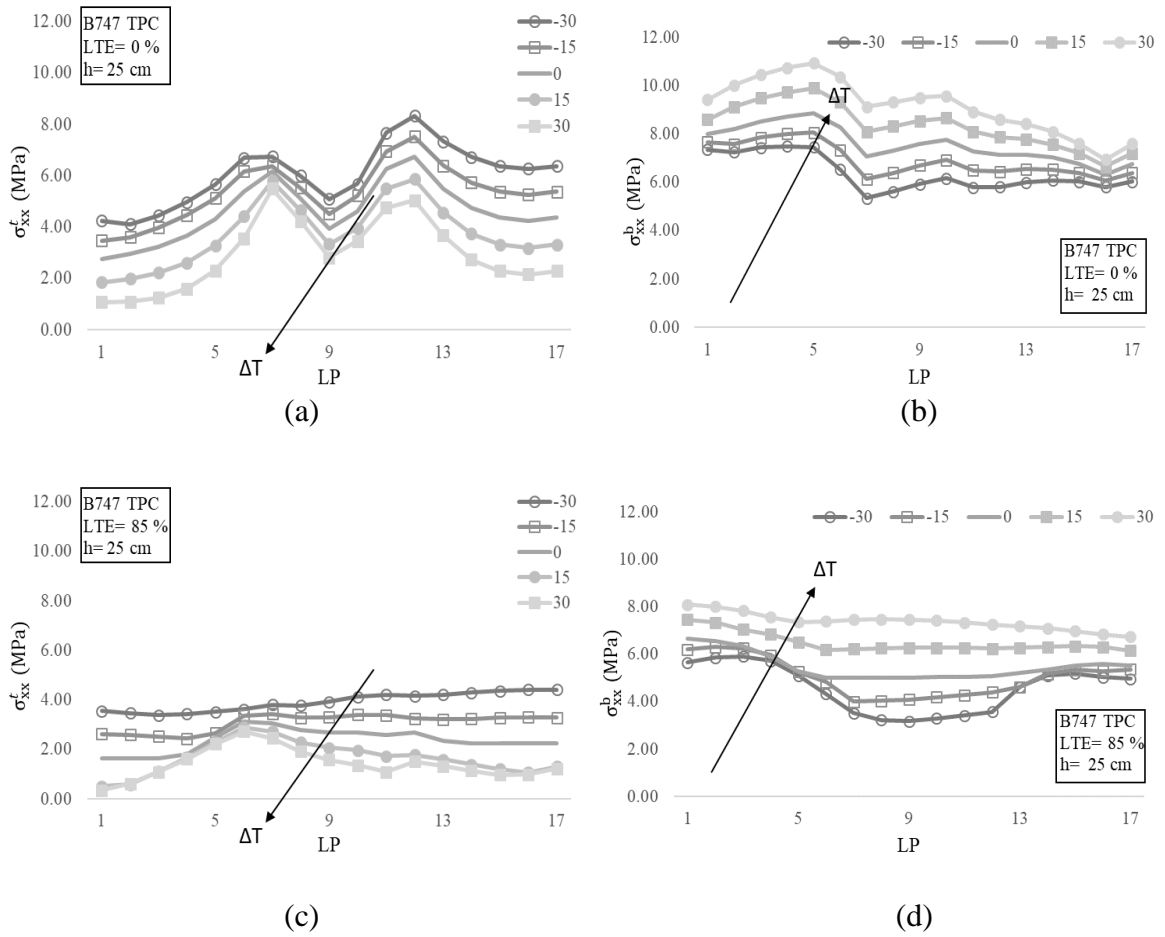 12.00
10.00
8.00
6.00
4.00
2.00
0.00
σᵗxx (MPa)
B747 TPC
LTE= 0 %
h= 25 cm
-30
-15
0
15
30
ΔT
1 5 9 13 17
LP
(a)
12.00
10.00
8.00
6.00
4.00
2.00
0.00
σᵇxx (MPa)
-30 -15 0 15 30
ΔT
B747 TPC
LTE= 0 %
h= 25 cm
1 5 9 13 17
LP
(b)
12.00
10.00
8.00
6.00
4.00
2.00
0.00
σᵗxx (MPa)
B747 TPC
LTE= 85 %
h= 25 cm
-30
-15
0
15
30
ΔT
1 5 9 13 17
LP
(c)
12.00
10.00
8.00
6.00
4.00
2.00
0.00
σᵇxx (MPa)
-30 -15 0 15 30
ΔT
B747 TPC
LTE= 85 %
h= 25 cm
1 5 9 13 17
LP
(d)